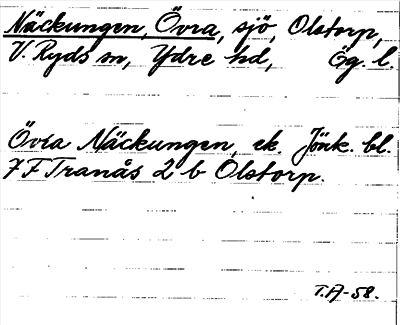 Näckungen, Övra, sjö, Olstorp,
V. Ryds sn, Ydre hd, Ög. l.
Övra Näckungen, ek. Jönk. bl.
7 F Tranås 2 b Olstorp.
T.A-58.